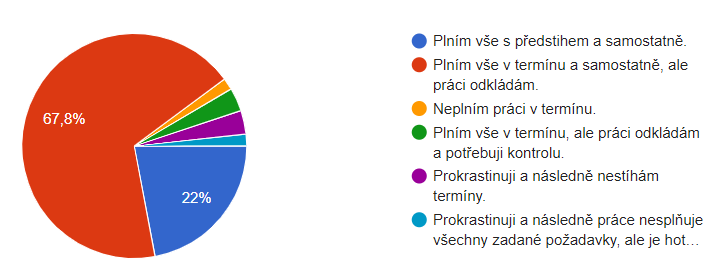 67,8%
22%
Plním vše s předstihem a samostatně.
Plním vše v termínu a samostatně, ale
práci odkládám.
Neplním práci v termínu.
Plním vše v termínu, ale práci odkládám
a potřebuji kontrolu.
Prokrastinuji a následně nestíhám
termíny.
Prokrastinuji a následně práce nesplňuje
všechny zadané požadavky, ale je hot…